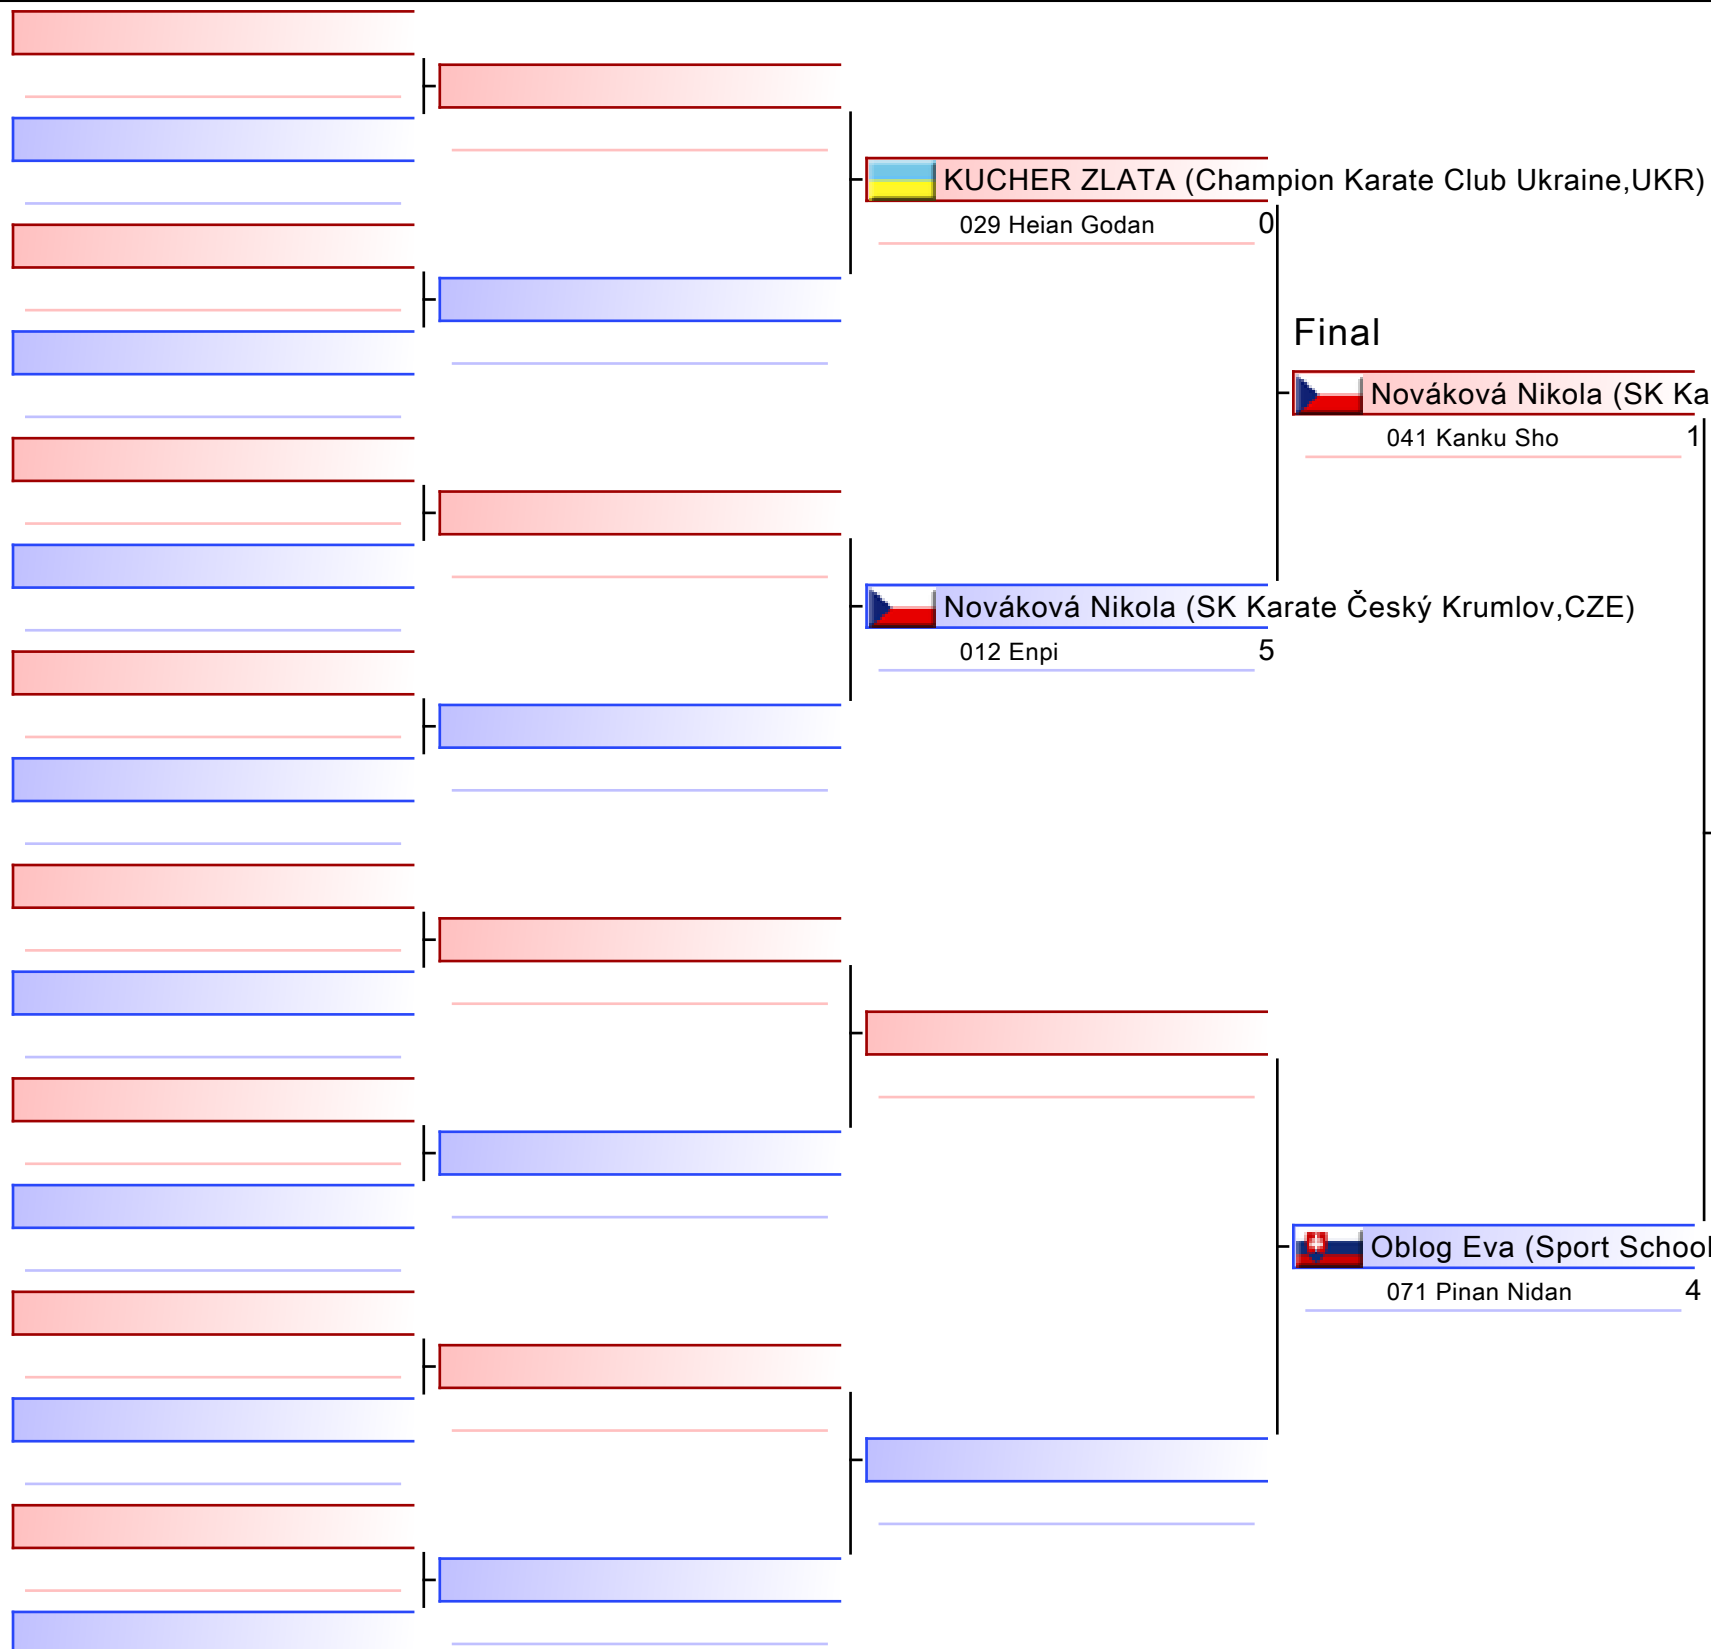 KUCHER ZLATA (Champion Karate Club Ukraine,UKR)
029 Heian Godan 0
Final
Nováková Nikola (SK Ka
041 Kanku Sho 1
Nováková Nikola (SK Karate Český Krumlov,CZE)
012 Enpi 5
Oblog Eva (Sport School
071 Pinan Nidan 4